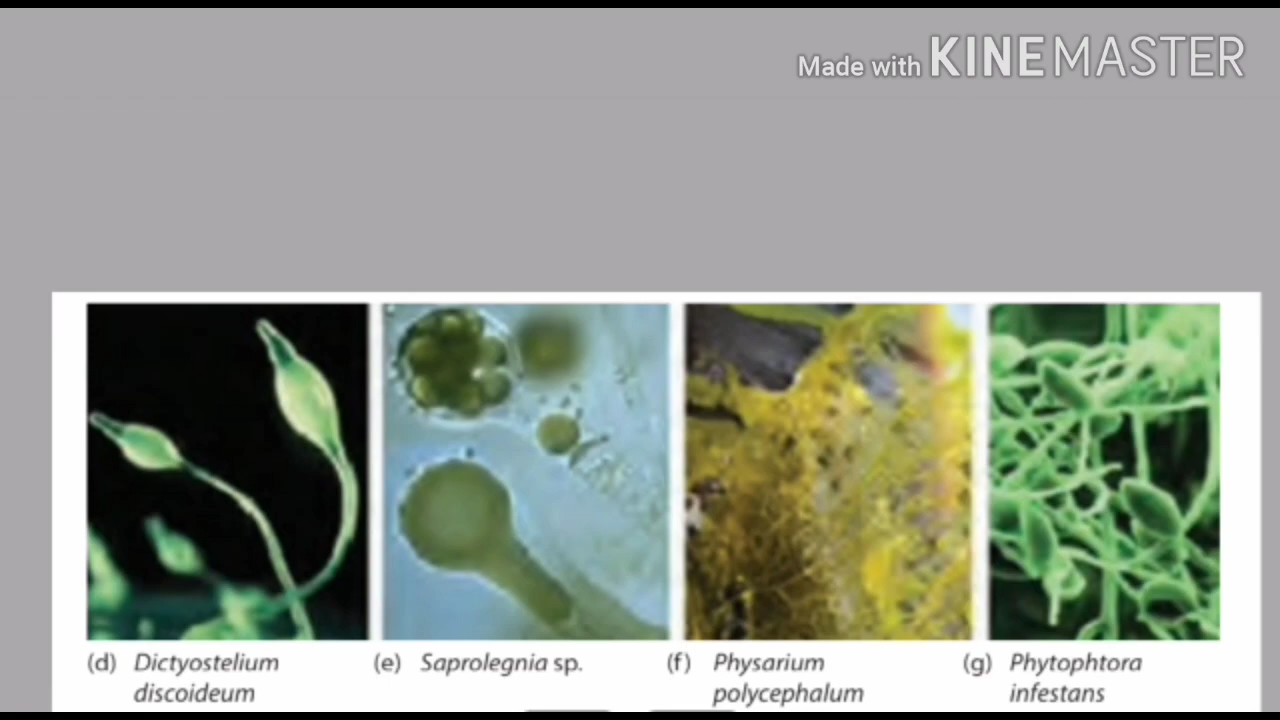 Made with KINEMASTER
(d) Dictyostelium
discoideum
(e) Saprolegnia sp.
(f) Physarium
polycephalum
(g) Phytophtora
infestans